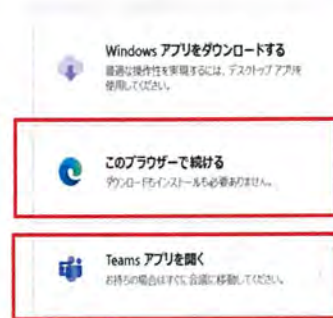 Windows アプリをダウンロードする
最適な操作性を実現するには、デスクトップ アプリを
使用してください。
このブラウザーで続ける
ダウンロードもインストールも必要ありません。
Teams アプリを開く
お持ちの場合はすぐに会議に移動してください。